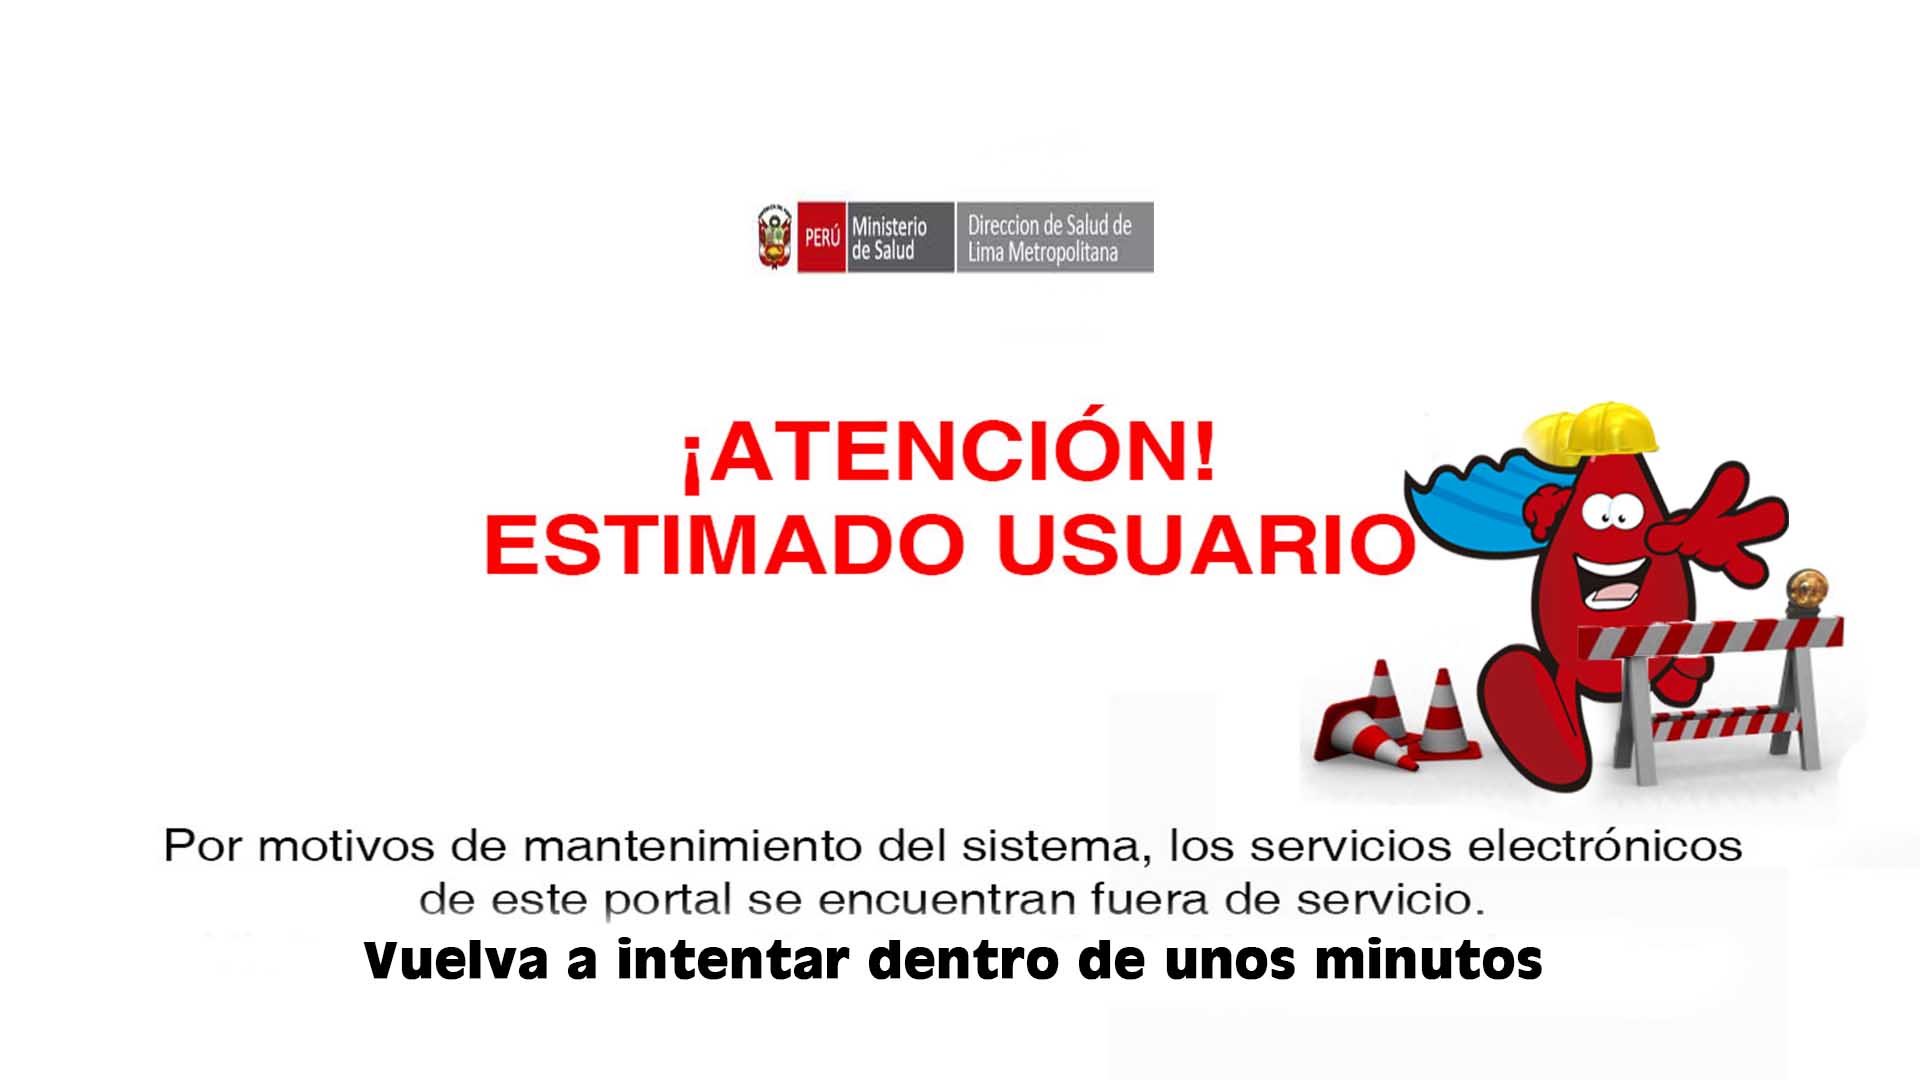 PERÚ
Ministerio
de Salud
Direccion de Salud de
Lima Metropolitana
¡ATENCIÓN!
ESTIMADO USUARIO
Por motivos de mantenimiento del sistema, los servicios electrónicos
de este portal se encuentran fuera de servicio.
Vuelva a intentar dentro de unos minutos